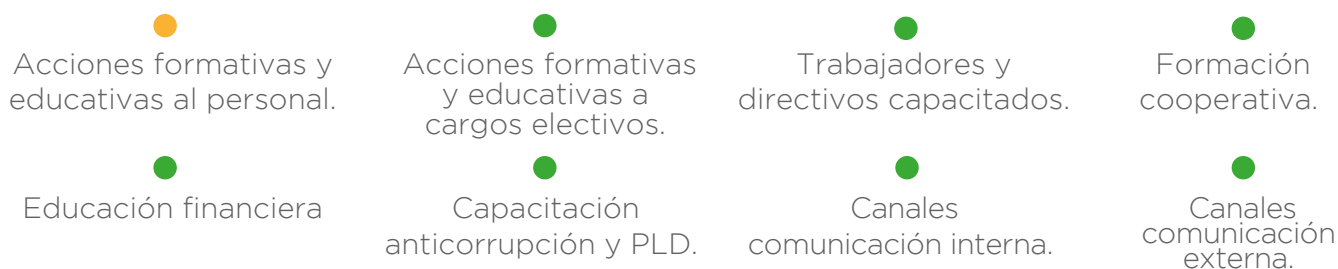 Acciones formativas y
educativas al personal.
Acciones formativas
y educativas a
cargos electivos.
Trabajadores y
directivos capacitados.
Formación
cooperativa.
Educación financiera
Capacitación
anticorrupción y PLD.
Canales
comunicación interna.
Canales
comunicación
externa.